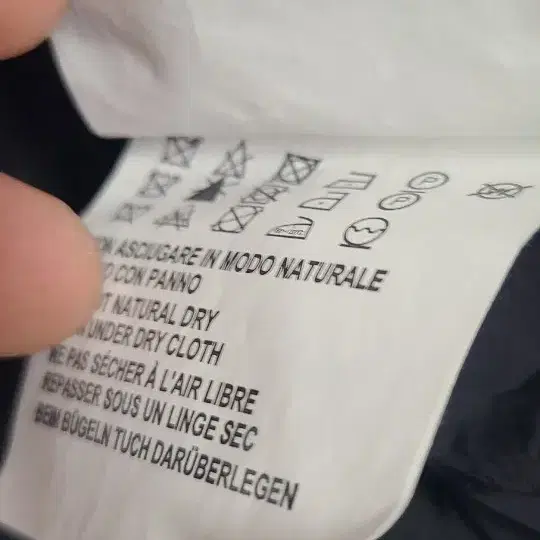 ASCIUGARE IN MODO NATURALE
CON PANNO
NATURAL DRY
UNDER DRY CLOTH
PAS SÉCHER À L'AIR LIBRE
REPASSER SOUS UN LINGE SEC
BEIM BÜGELN TUCH DARÜBERLEGEN
P
P